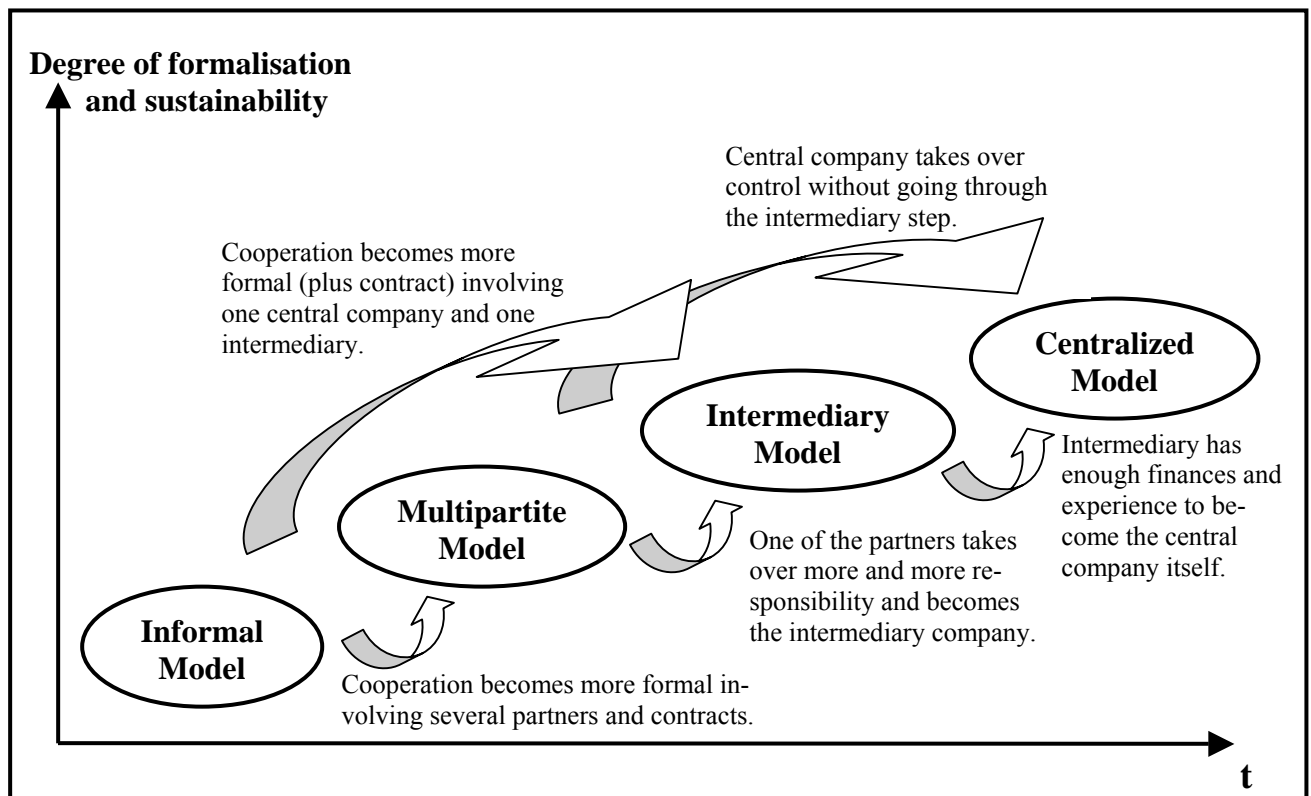 Degree of formalisation
and sustainability
Central company takes over
control without going through
the intermediary step.
Cooperation becomes more
formal (plus contract) involving
one central company and one
intermediary.
Centralized
Model
Intermediary
Model
Intermediary has
enough finances and
experience to be-
come the central
company itself.
Multipartite
Model
One of the partners takes
over more and more re-
sponsibility and becomes
the intermediary company.
Informal
Model
Cooperation becomes more formal in-
volving several partners and contracts.
t